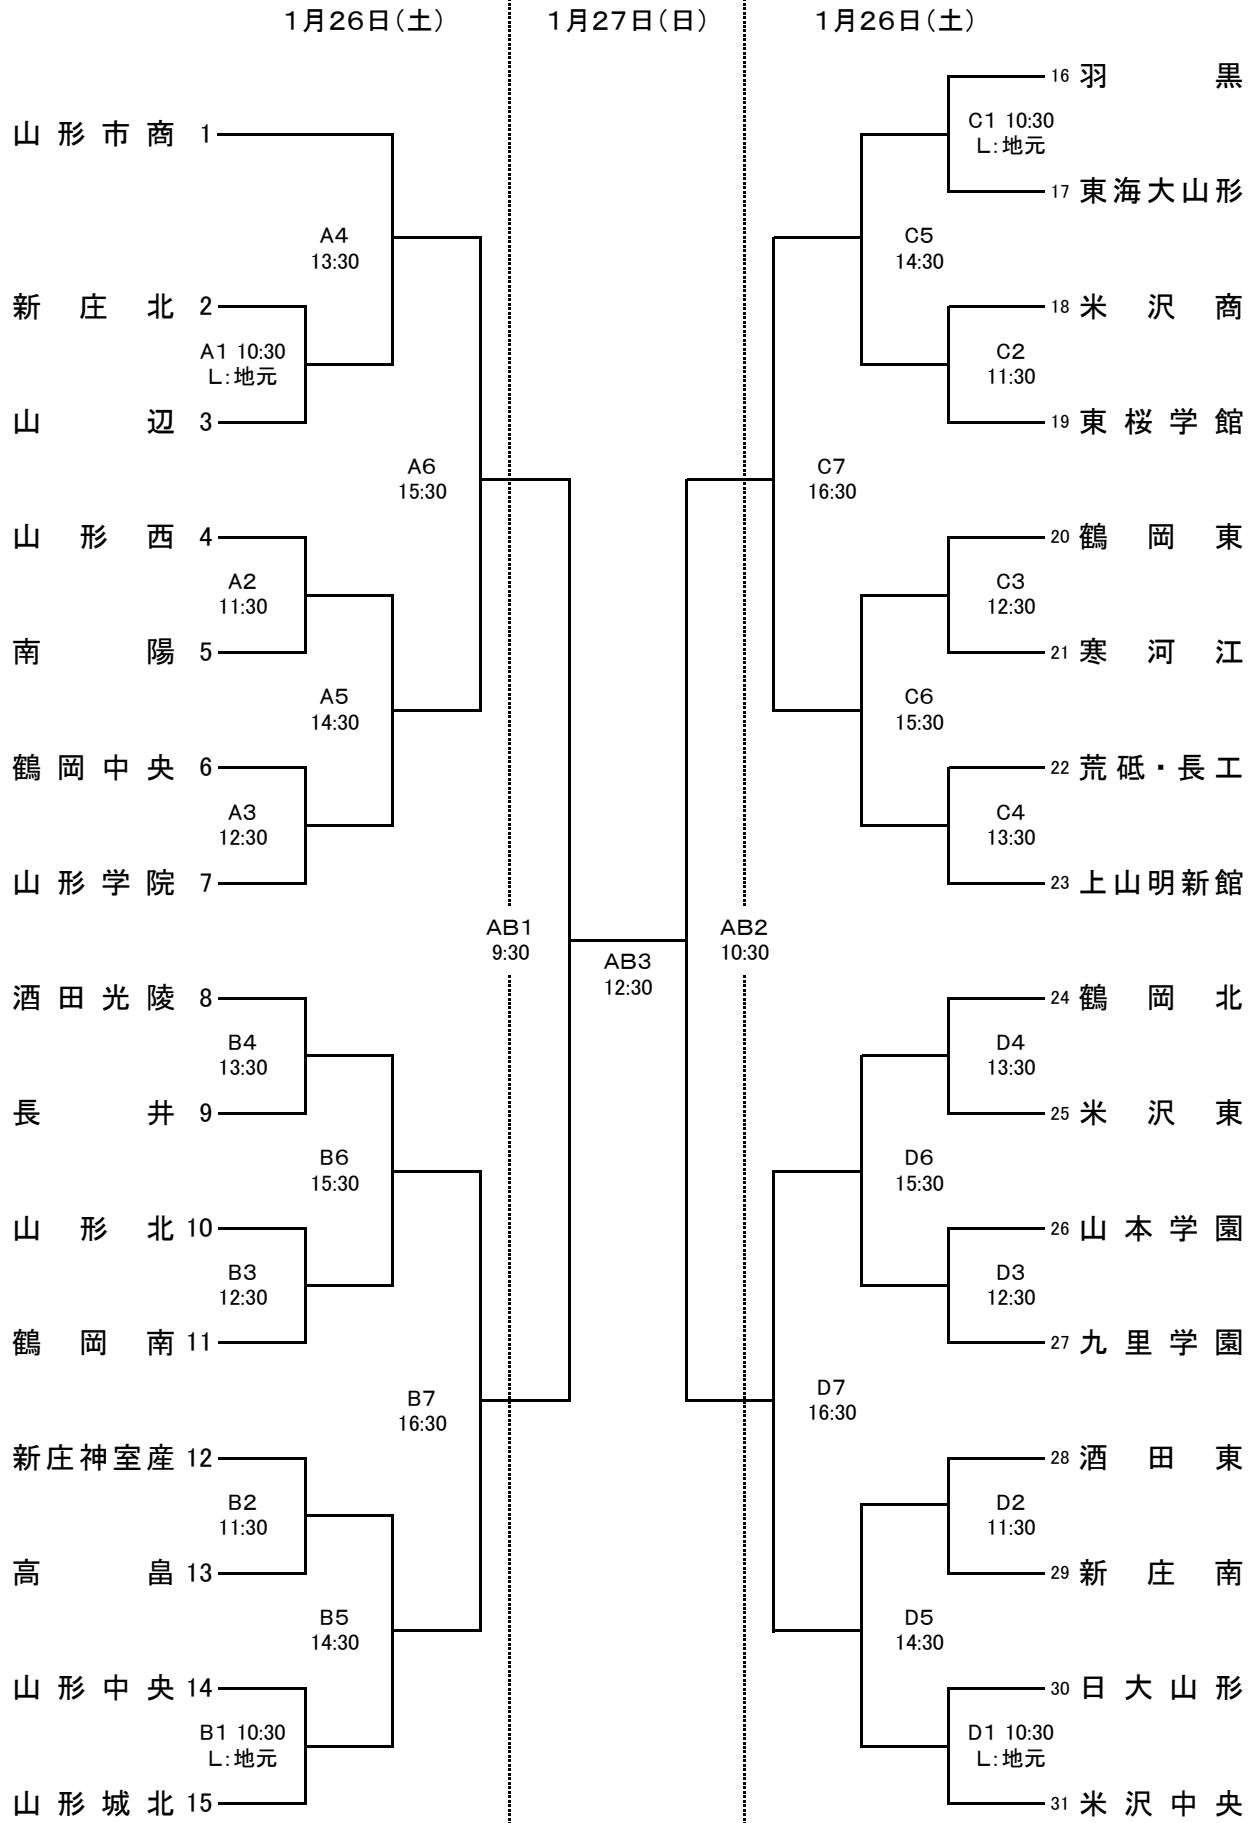 1月26日(土)
1月27日(日)
1月26日(土)
山形市商 1
A4
13:30
新庄北 2
A1 10:30
L:地元
山辺 3
A6
15:30
山形西 4
A2
11:30
南陽 5
A5
14:30
鶴岡中央 6
A3
12:30
山形学院 7
AB1
9:30
酒田光陵 8
B4
13:30
長井 9
B6
15:30
山形北 10
B3
12:30
鶴岡南 11
B7
16:30
新庄神室産 12
B2
11:30
高畠 13
B5
14:30
山形中央 14
B1 10:30
L:地元
山形城北 15
AB3
12:30
16 羽黒
C1 10:30
L:地元
17 東海大山形
C5
14:30
18 米沢商
C2
11:30
19 東桜学館
C7
16:30
20 鶴岡東
C3
12:30
21 寒河江
C6
15:30
22 荒砥・長工
C4
13:30
23 上山明新館
AB2
10:30
24 鶴岡北
D4
13:30
25 米沢東
D6
15:30
26 山本学園
D3
12:30
27 九里学園
D7
16:30
28 酒田東
D2
11:30
29 新庄南
D5
14:30
30 日大山形
D1 10:30
L:地元
31 米沢中央